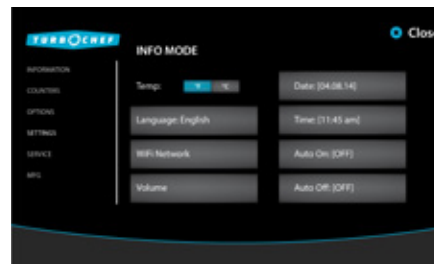 TURBOCHEF
Close
INFO MODE
INFORMATION
COUNTERS
OPTIONS
SETTINGS
SERVICE
MFG
Temp: °F °C
Date: [04.08.14]
Language: English
Time: [11:45 am]
WiFi Network
Auto On: [OFF]
Volume
Auto Off: [OFF]